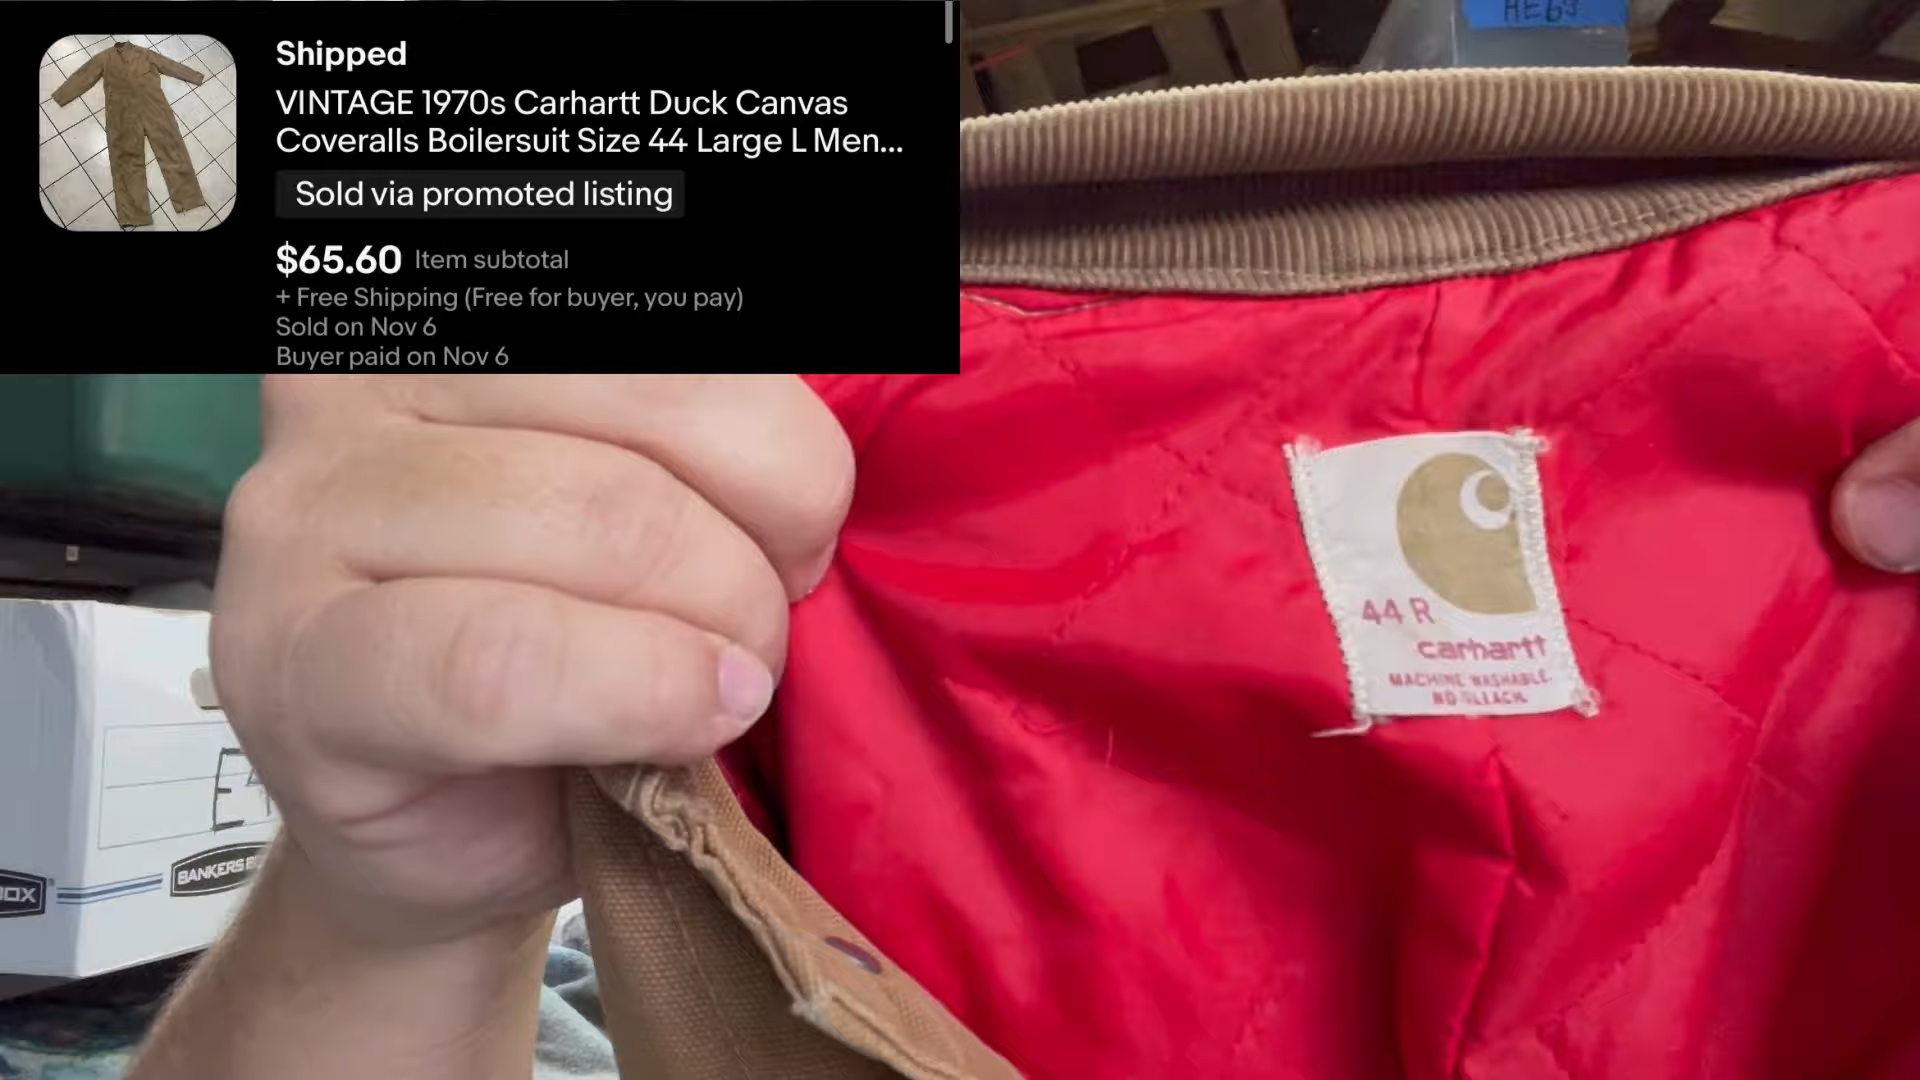 Shipped
VINTAGE 1970s Carhartt Duck Canvas
Coveralls Boilersuit Size 44 Large L Men...
Sold via promoted listing
$65.60 Item subtotal
+ Free Shipping (Free for buyer, you pay)
Sold on Nov 6
Buyer paid on Nov 6
44 R
carhartt
MACHINE WASHABLE.
NO BLEACH.
BANKERS
OX